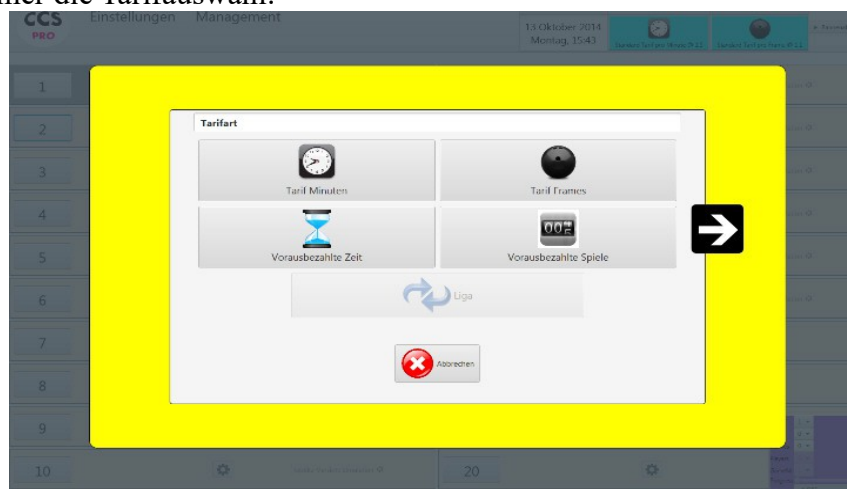 die Tarifauswahl.
CCS
PRO
Einstellungen Management
13 Oktober 2014
Montag, 15:43
1
2
3
4
5
6
7
8
9
10
20
Tarifart
Tarif Minuten
Tarif Frames
Vorausbezahlte Zeit
Vorausbezahlte Spiele
Liga
Abbrechen